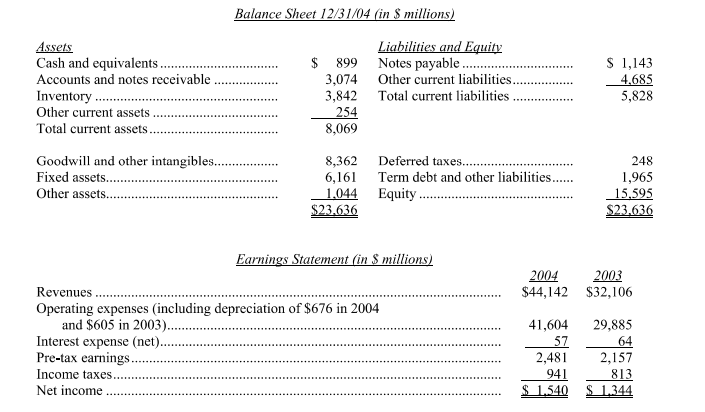 Balance Sheet 12/31/04 (in $ millions)
Assets Liabilities and Equity
Cash and equivalents ............................... $ 899 Notes payable ............................... $ 1,143
Accounts and notes receivable ................. 3,074 Other current liabilities................. 4,685
Inventory ................................................ 3,842 Total current liabilities ................. 5,828
Other current assets ................................. 254
Total current assets................................... 8,069
Goodwill and other intangibles................. 8,362 Deferred taxes............................... 248
Fixed assets.............................................. 6,161 Term debt and other liabilities...... 1,965
Other assets.............................................. 1,044 Equity .......................................... 15,595
$23,636 $23,636
Earnings Statement (in $ millions)
2004 2003
Revenues .................................................................................................... $44,142 $32,106
Operating expenses (including depreciation of $676 in 2004
and $605 in 2003)..................................................................................... 41,604 29,885
Interest expense (net)................................................................................... 57 64
Pre-tax earnings............................................................................................ 2,481 2,157
Income taxes................................................................................................. 941 813
Net income ................................................................................................... $ 1,540 $ 1,344